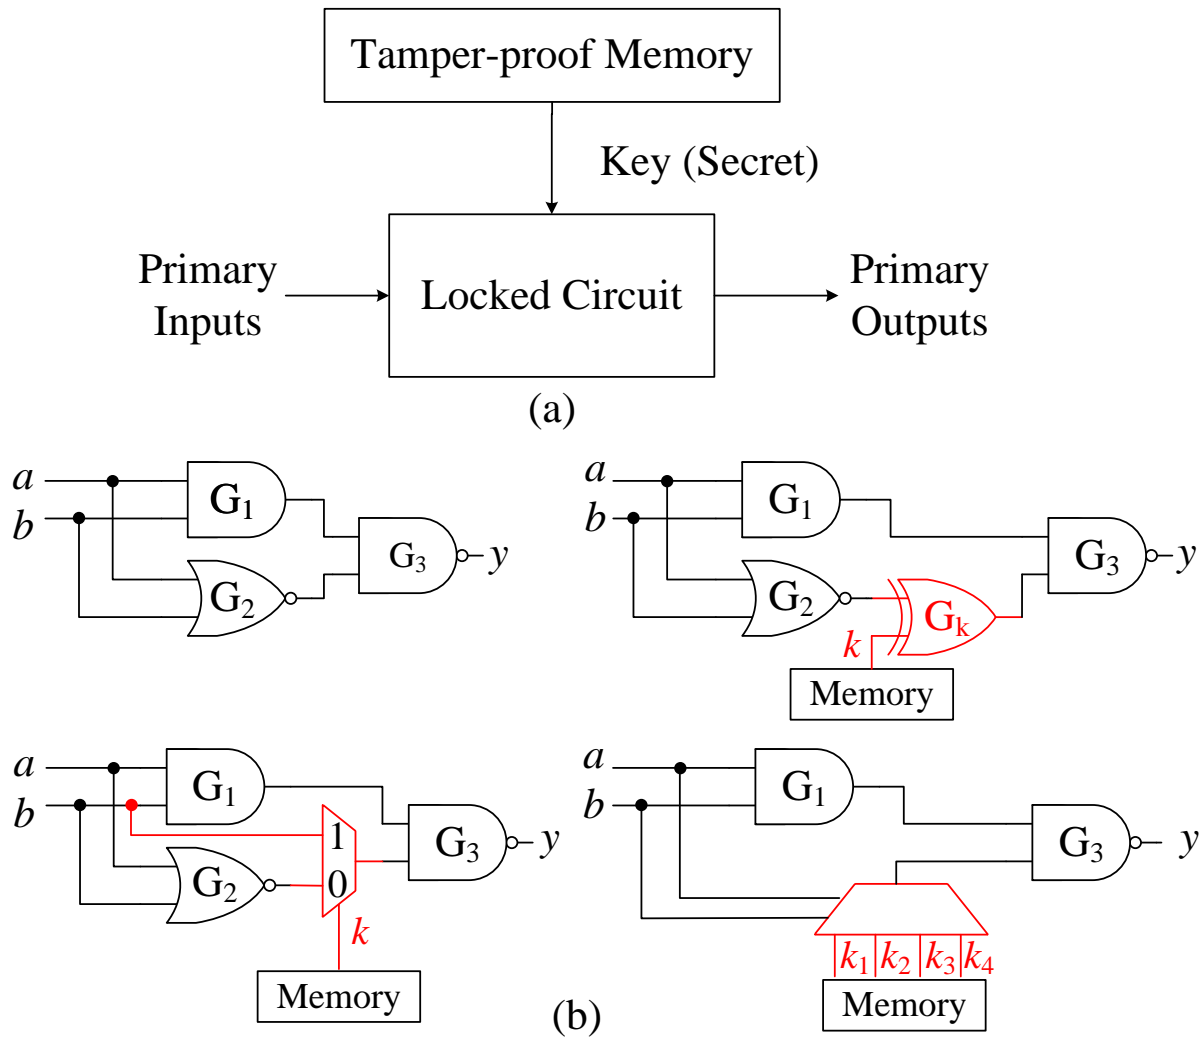 Tamper-proof Memory
Key (Secret)
Primary
Inputs
Locked Circuit
Primary
Outputs
(a)
a
b
G1
G2
G3
y
a
b
G1
G2
Gk
k
G3
y
Memory
a
b
G1
G2
1
0
k
G3
y
Memory
a
b
G1
G3
y
k1 k2 k3 k4
Memory
(b)